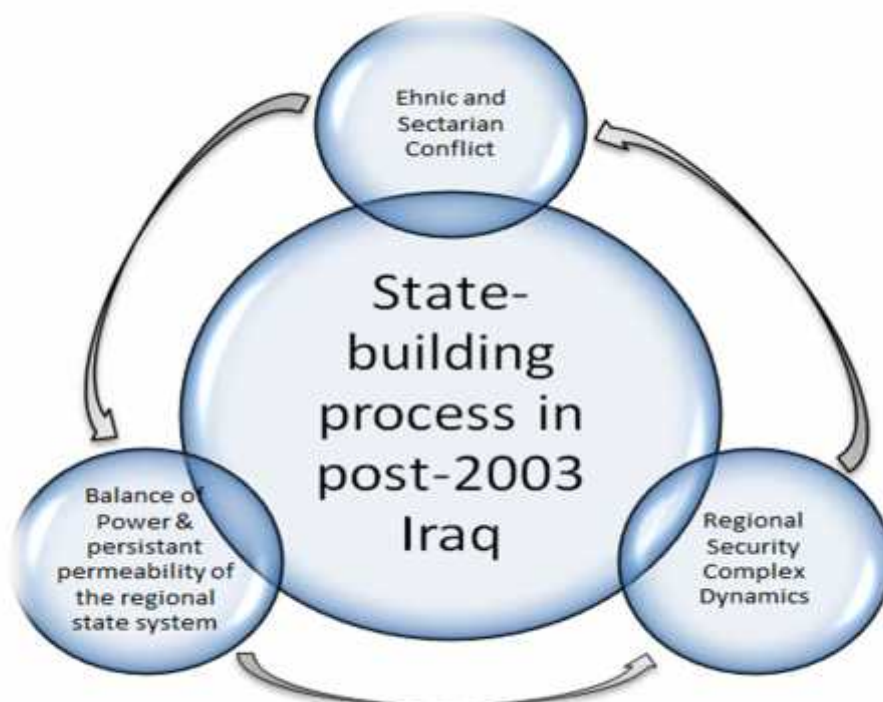 Ehnic and
Sectarian
Conflict
State-
building
process in
post-2003
Iraq
Balance of
Power &
persistant
permeability of
the regional
state system
Regional
Security
Complex
Dynamics